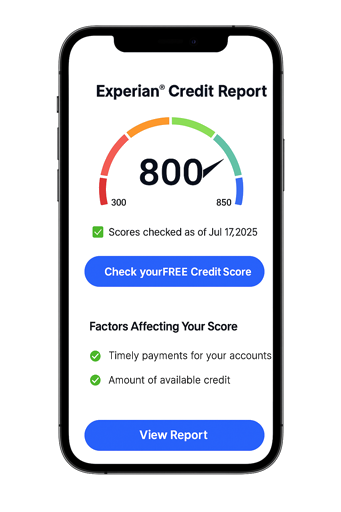 Experian® Credit Report
800
300
850
Scores checked as of Jul 17,2025
Check yourFREE Credit Score
Factors Affecting Your Score
Timely payments for your accounts
Amount of available credit
View Report